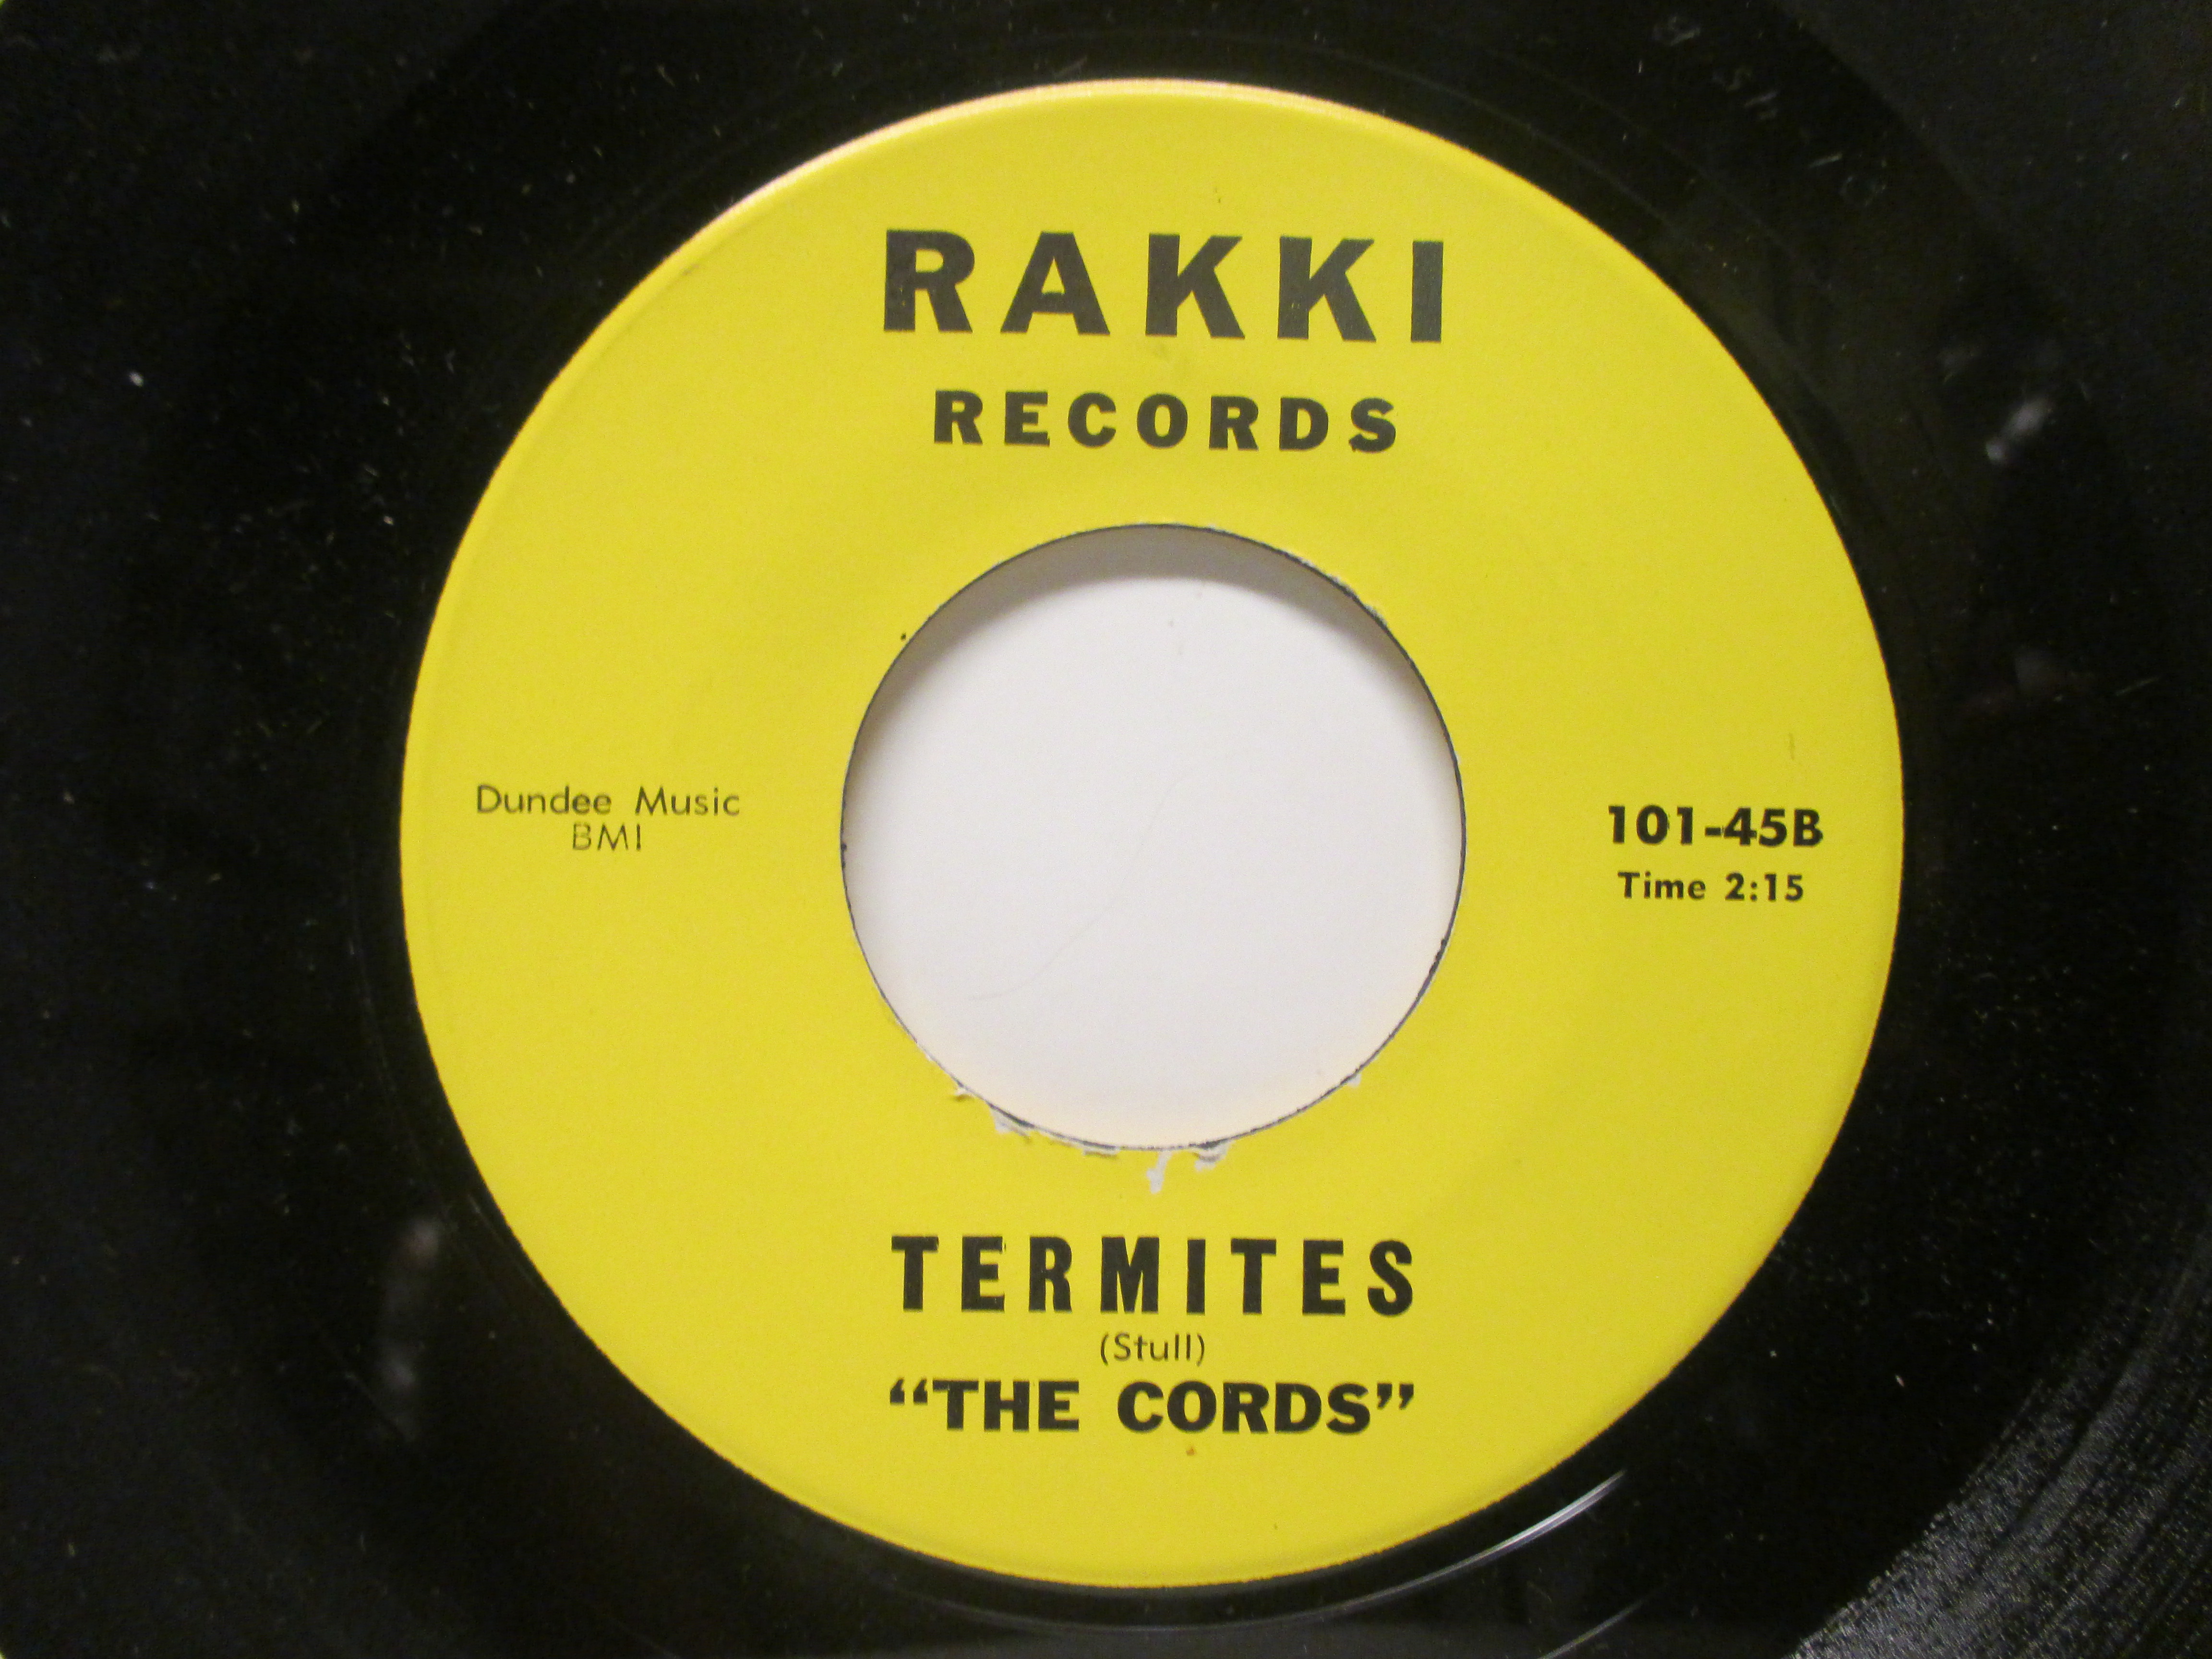 RAKKI
RECORDS
Dundee Music
BMI
101-45B
Time 2:15
TERMITES
(Stull)
“THE CORDS”